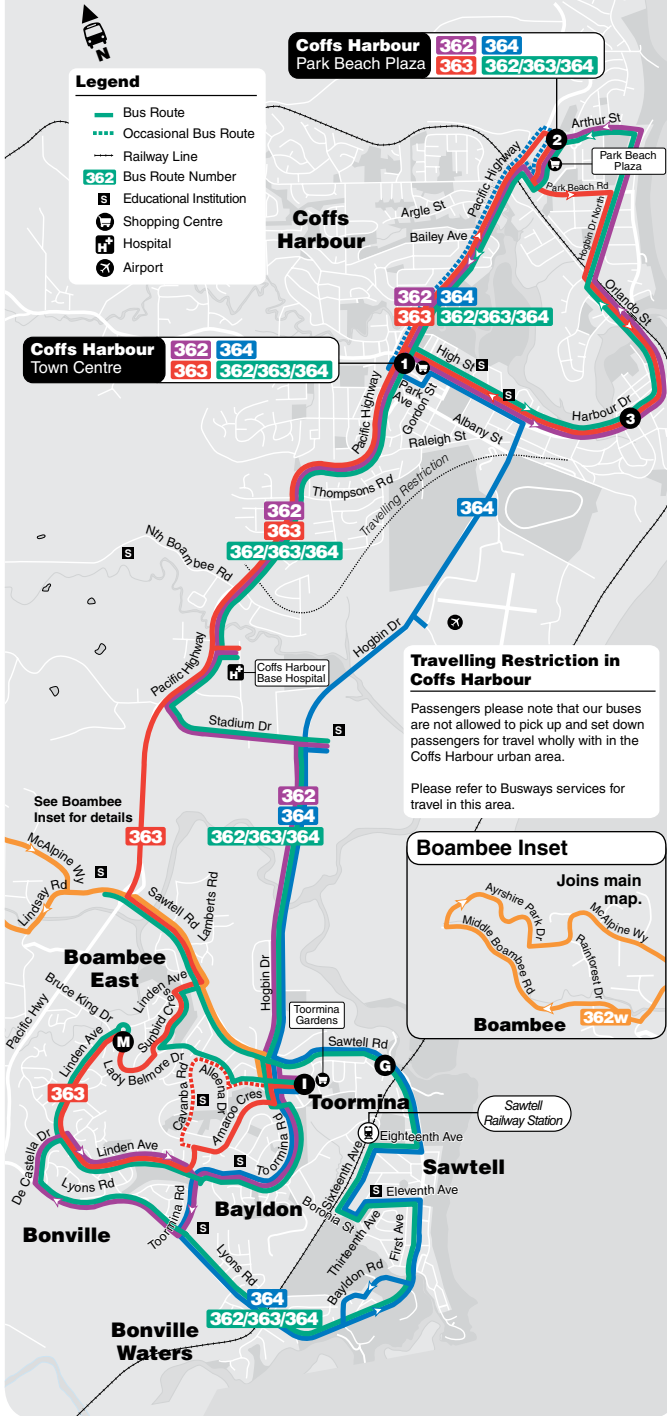 Coffs Harbour
Park Beach Plaza
362 364
363 362/363/364
Legend
Bus Route
Occasional Bus Route
Railway Line
362 Bus Route Number
S Educational Institution
Shopping Centre
H Hospital
Airport
2
Arthur St
Park Beach
Plaza
Pacific Highway
Park Beach Rd
Argyle St
Coffs
Harbour
Bailey Ave
Hogbin Dr North
Orlando St
362 364
363 362/363/364
Coffs Harbour
Town Centre
362 364
363 362/363/364
1
High St
S
S
Park
Ave
Gordon St
Harbour Dr
3
Pacific Highway
Albany St
Raleigh St
Thompsons Rd
Travelling Restriction
364
362
363
362/363/364
Nth Boambee Rd
S
Hogbin Dr
Pacific Highway
H
Coffs Harbour
Base Hospital
Stadium Dr
S
Travelling Restriction in
Coffs Harbour
Passengers please note that our buses
are not allowed to pick up and set down
passengers for travel wholly with in the
Coffs Harbour urban area.
Please refer to Busways services for
travel in this area.
362
364
362/363/364
See Boambee
Inset for details
363
McAlpine Wy
S
Lindsay Rd
Sawtell Rd
Lamberts Rd
Boambee Inset
Joins main
map.
Ayrshire Park Dr
McAlpine Wy
Middle Boambee Rd
Rainforest Dr
362w
Boambee
Boambee
East
Hogbin Dr
Linden Ave
Bruce King Dr
Sunbird Cres
Pacific Hwy
Toormina
Gardens
Sawtell Rd
M
Linden Ave
Lady Belmore Dr
G
Aleena Dr
Cavanba Rd
I
Toormina
363
S
Amaroo Cres
Sawtell
Railway Station
Eighteenth Ave
De Castella Dr
Linden Ave
Toormina Rd
S
Sixteenth Ave
Sawtell
Lyons Rd
S
Eleventh Ave
Bayldon
Boronia St
Bonville
Toormina Rd
S
Thirteenth Ave
First Ave
Lyons Rd
Bayldon Rd
364
362/363/364
Bonville
Waters